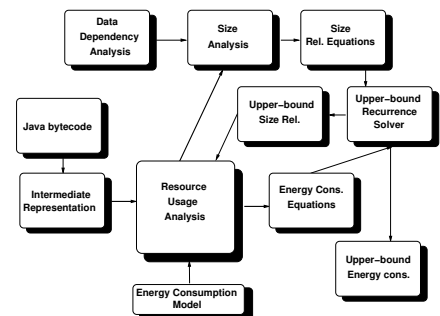 Data
Dependency
Analysis
Size
Analysis
Size
Rel. Equations
Upper-bound
Size Rel.
Upper-bound
Recurrence
Solver
Java bytecode
Intermediate
Representation
Resource
Usage
Analysis
Energy Cons.
Equations
Upper-bound
Energy cons.
Energy Consumption
Model